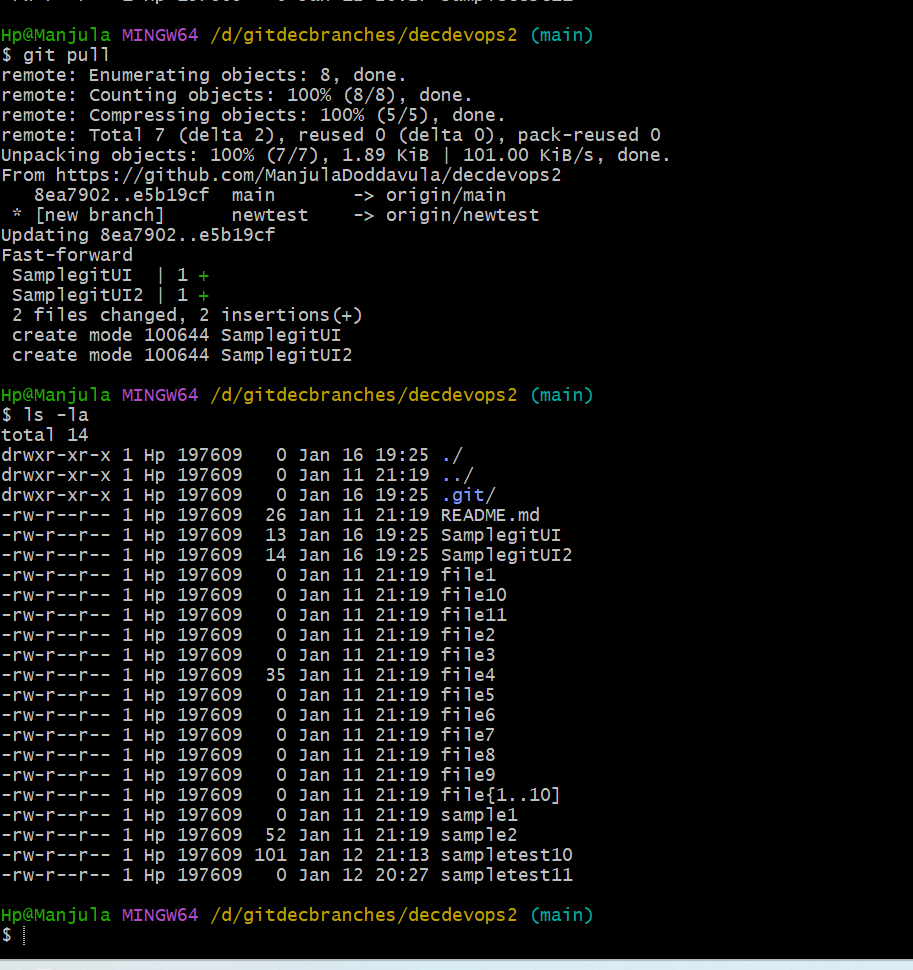 Hp@Manjula MINGW64 /d/gitdecbranches/decdevops2 (main)
$ git pull
remote: Enumerating objects: 8, done.
remote: Counting objects: 100% (8/8), done.
remote: Compressing objects: 100% (5/5), done.
remote: Total 7 (delta 2), reused 0 (delta 0), pack-reused 0
Unpacking objects: 100% (7/7), 1.89 KiB | 101.00 KiB/s, done.
From https://github.com/ManjulaDoddavula/decdevops2
   8ea7902..e5b19cf  main       -> origin/main
 * [new branch]      newtest    -> origin/newtest
Updating 8ea7902..e5b19cf
Fast-forward
 SamplegitUI  | 1 +
 SamplegitUI2 | 1 +
 2 files changed, 2 insertions(+)
 create mode 100644 SamplegitUI
 create mode 100644 SamplegitUI2
Hp@Manjula MINGW64 /d/gitdecbranches/decdevops2 (main)
$ ls -la
total 14
drwxr-xr-x 1 Hp 197609   0 Jan 16 19:25 ./
drwxr-xr-x 1 Hp 197609   0 Jan 11 21:19 ../
drwxr-xr-x 1 Hp 197609   0 Jan 16 19:25 .git/
-rw-r--r-- 1 Hp 197609  26 Jan 11 21:19 README.md
-rw-r--r-- 1 Hp 197609  13 Jan 16 19:25 SamplegitUI
-rw-r--r-- 1 Hp 197609  14 Jan 16 19:25 SamplegitUI2
-rw-r--r-- 1 Hp 197609   0 Jan 11 21:19 file1
-rw-r--r-- 1 Hp 197609   0 Jan 11 21:19 file10
-rw-r--r-- 1 Hp 197609   0 Jan 11 21:19 file11
-rw-r--r-- 1 Hp 197609   0 Jan 11 21:19 file2
-rw-r--r-- 1 Hp 197609   0 Jan 11 21:19 file3
-rw-r--r-- 1 Hp 197609  35 Jan 11 21:19 file4
-rw-r--r-- 1 Hp 197609   0 Jan 11 21:19 file5
-rw-r--r-- 1 Hp 197609   0 Jan 11 21:19 file6
-rw-r--r-- 1 Hp 197609   0 Jan 11 21:19 file7
-rw-r--r-- 1 Hp 197609   0 Jan 11 21:19 file8
-rw-r--r-- 1 Hp 197609   0 Jan 11 21:19 file9
-rw-r--r-- 1 Hp 197609   0 Jan 11 21:19 file{1..10]
-rw-r--r-- 1 Hp 197609   0 Jan 11 21:19 sample1
-rw-r--r-- 1 Hp 197609  52 Jan 11 21:19 sample2
-rw-r--r-- 1 Hp 197609 101 Jan 12 21:13 sampletest10
-rw-r--r-- 1 Hp 197609   0 Jan 12 20:27 sampletest11
Hp@Manjula MINGW64 /d/gitdecbranches/decdevops2 (main)
$